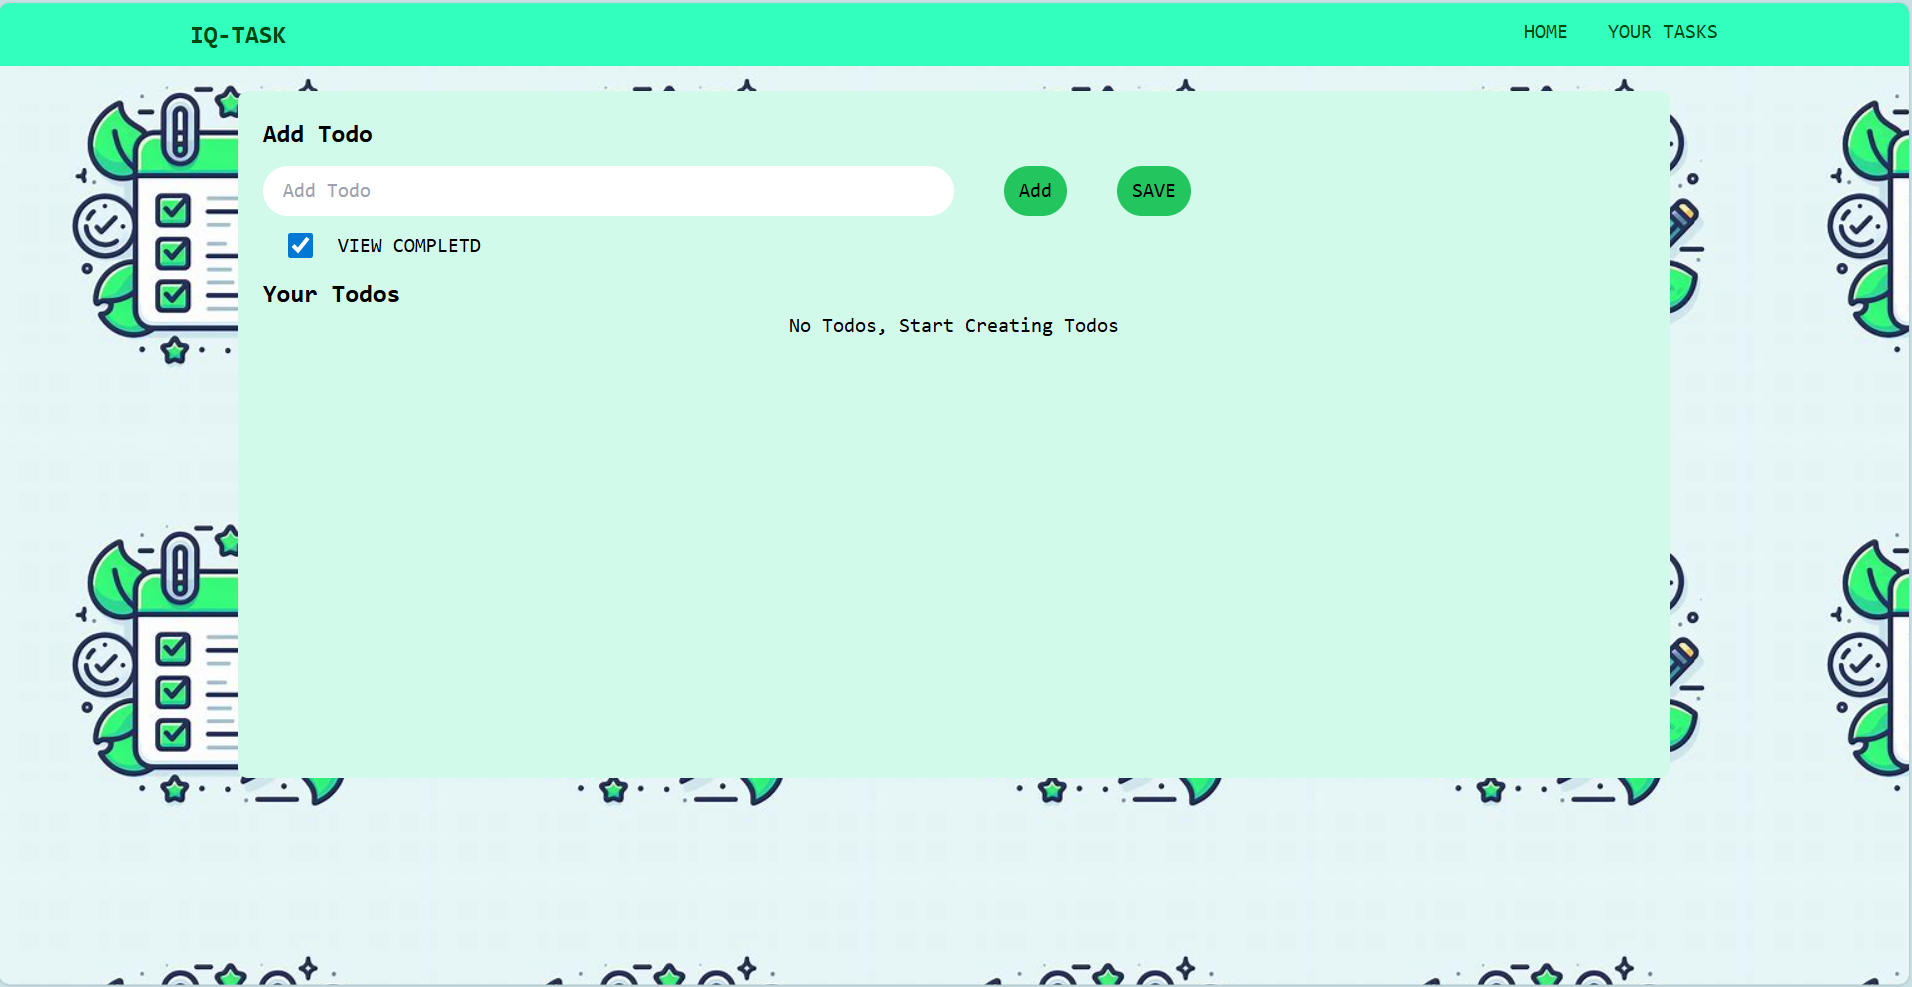 IQ-TASK
HOME YOUR TASKS
Add Todo
Add Todo Add SAVE
VIEW COMPLETD
Your Todos
No Todos, Start Creating Todos